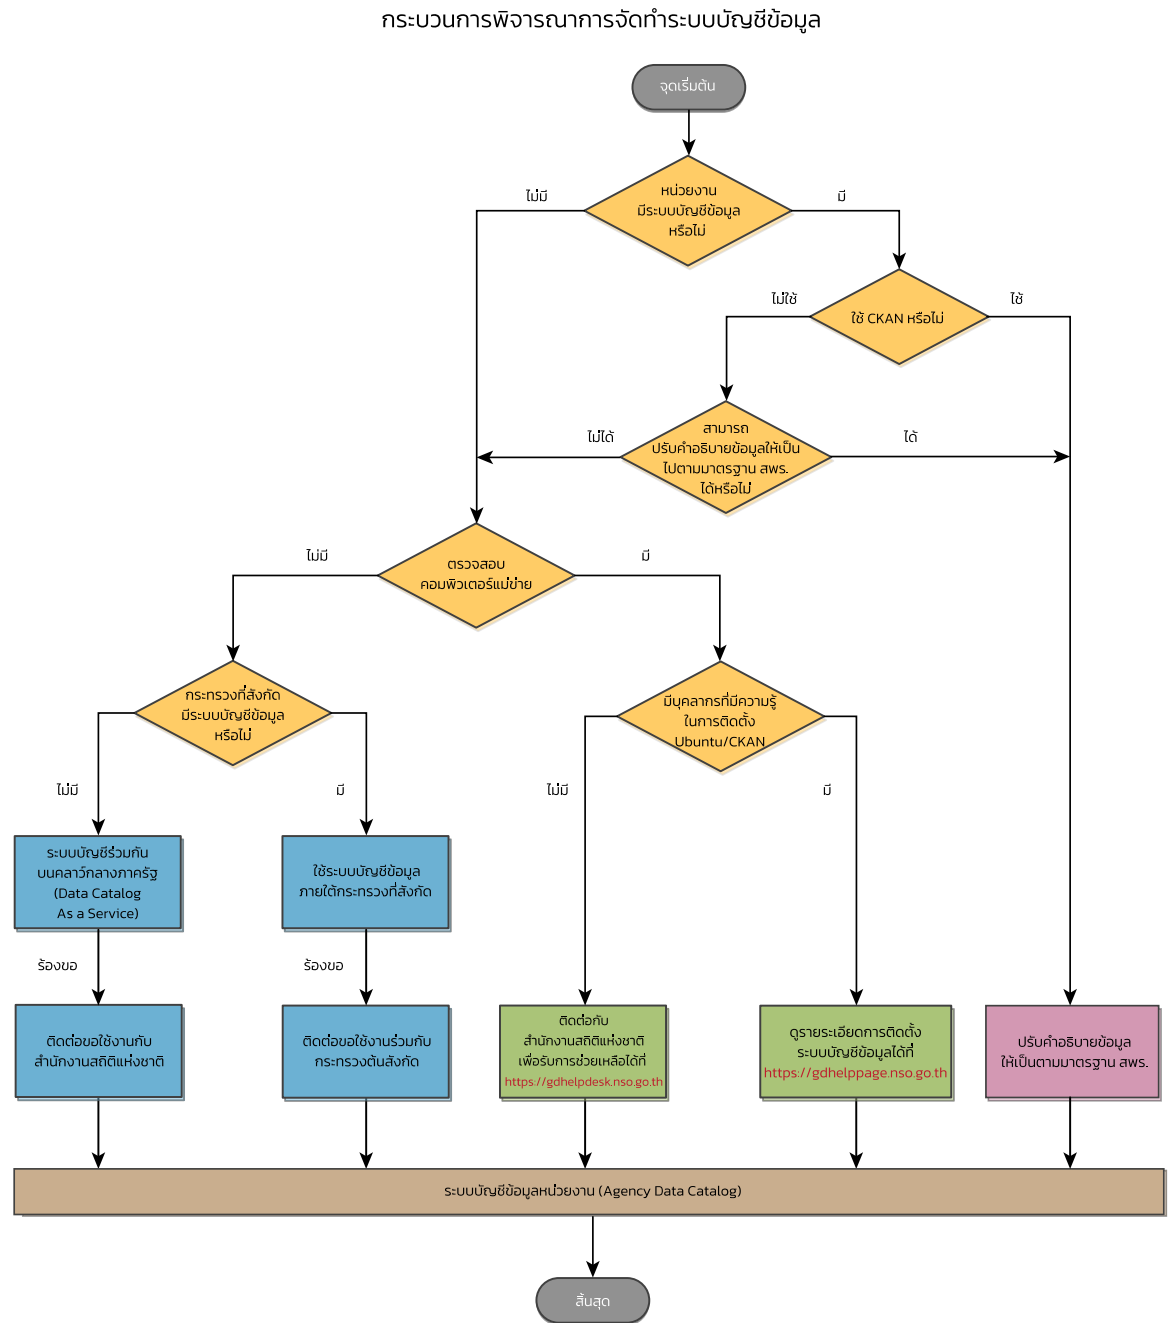 กระบวนการพิจารณาการจัดทำระบบบัญชีข้อมูล
จุดเริ่มต้น
หน่วยงาน
มีระบบบัญชีข้อมูล
หรือไม่
ไม่มี
มี
ใช้ CKAN หรือไม่
ไม่ใช้
ใช้
สามารถ
ปรับคำอธิบายข้อมูลให้เป็น
ไปตามมาตรฐาน สพร.
ได้หรือไม่
ไม่ได้
ได้
ตรวจสอบ
คอมพิวเตอร์แม่ข่าย
ไม่มี
มี
กระทรวงที่สังกัด
มีระบบบัญชีข้อมูล
หรือไม่
มีบุคลากรที่มีความรู้
ในการติดตั้ง
Ubuntu/CKAN
ไม่มี
มี
ไม่มี
มี
ระบบบัญชีร่วมกัน
บนคลาว์กลางภาครัฐ
(Data Catalog
As a Service)
ใช้ระบบบัญชีข้อมูล
ภายใต้กระทรวงที่สังกัด
ร้องขอ
ร้องขอ
ติดต่อขอใช้งานกับ
สำนักงานสถิติแห่งชาติ
ติดต่อขอใช้งานร่วมกับ
กระทรวงต้นสังกัด
ติดต่อกับ
สำนักงานสถิติแห่งชาติ
เพื่อรับการช่วยเหลือได้ที่
https://gdhelpdesk.nso.go.th
ดูรายระเอียดการติดตั้ง
ระบบบัญชีข้อมูลได้ที่
https://gdhelppage.nso.go.th
ปรับคำอธิบายข้อมูล
ให้เป็นตามมาตรฐาน สพร.
ระบบบัญชีข้อมูลหน่วยงาน (Agency Data Catalog)
สิ้นสุด